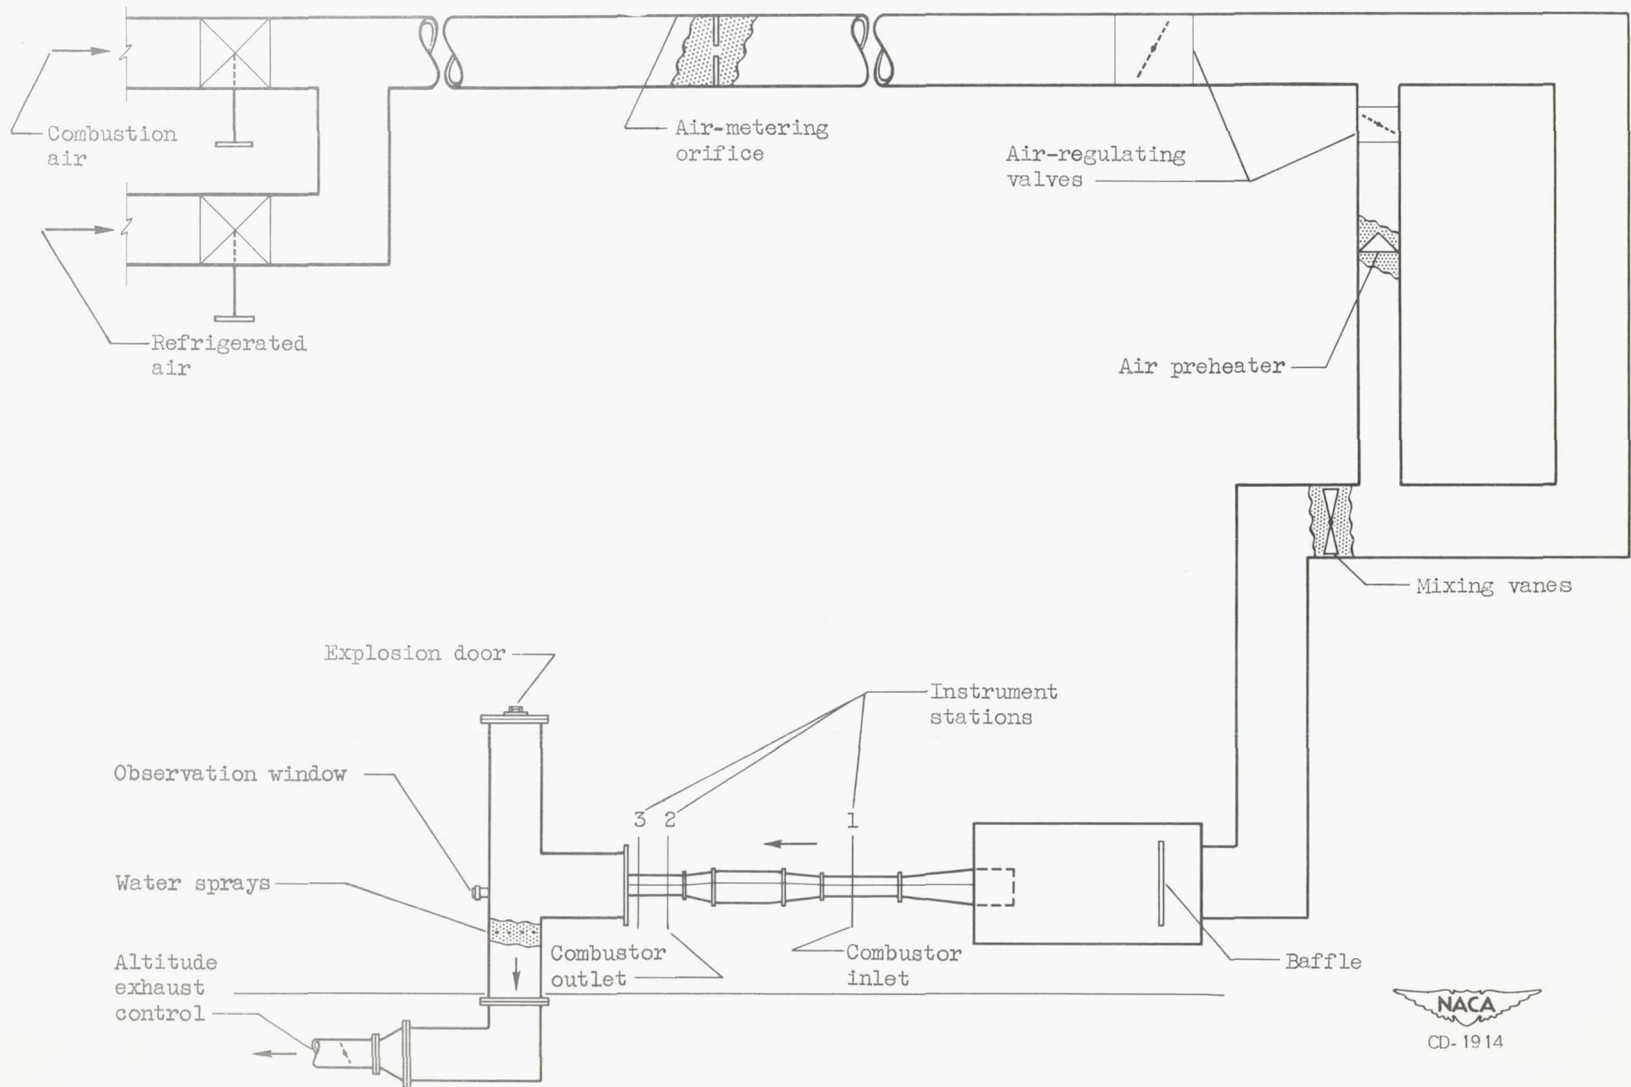 Combustion
air
Air-metering
orifice
Air-regulating
valves
Refrigerated
air
Air preheater
Mixing vanes
Explosion door
Instrument
stations
Observation window
3 2 1
Water sprays
Combustor
outlet
Combustor
inlet
Baffle
Altitude
exhaust
control
NACA
CD-1914